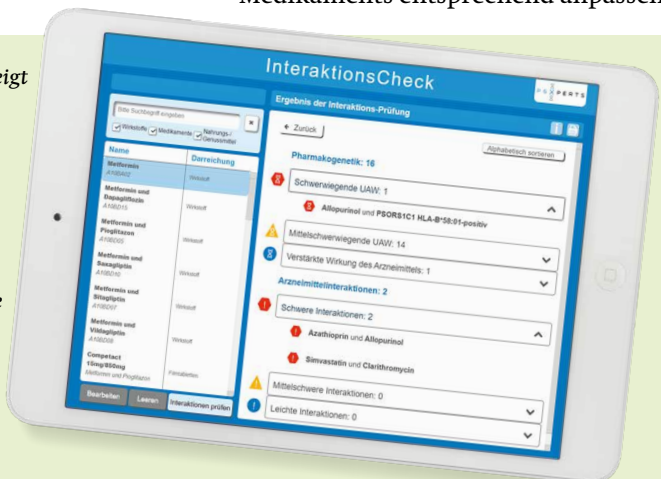 Medikaments entsprechend anpassen
eigt
InteraktionsCheck
Bitte Suchbegriff eingeben
Wirkstoffe
Medikamente
Nahrungs-/
Genussmittel
Name
Darreichung
Metformin
A10BA02
Wirkstoff
Metformin und
Dapagliflozin
A10BD15
Wirkstoff
Metformin und
Pioglitazon
A10BD05
Wirkstoff
Metformin und
Saxagliptin
A10BD10
Wirkstoff
Metformin und
Sitagliptin
A10BD07
Wirkstoff
Metformin und
Vildagliptin
A10BD08
Wirkstoff
Competact
15mg/850mg
Metformin und Pioglitazon
Filmtabletten
Bearbeiten
Leeren
Interaktionen prüfen
Ergebnis der Interaktions-Prüfung
Zurück
Alphabetisch sortieren
Pharmakogenetik: 16
Schwerwiegende UAW: 1
Allopurinol und PSORS1C1 HLA-B*58:01-positiv
Mittelschwerwiegende UAW: 14
Verstärkte Wirkung des Arzneimittels: 1
Arzneimittelinteraktionen: 2
Schwere Interaktionen: 2
Azathioprin und Allopurinol
Simvastatin und Clarithromycin
Mittelschwere Interaktionen: 0
Leichte Interaktionen: 0